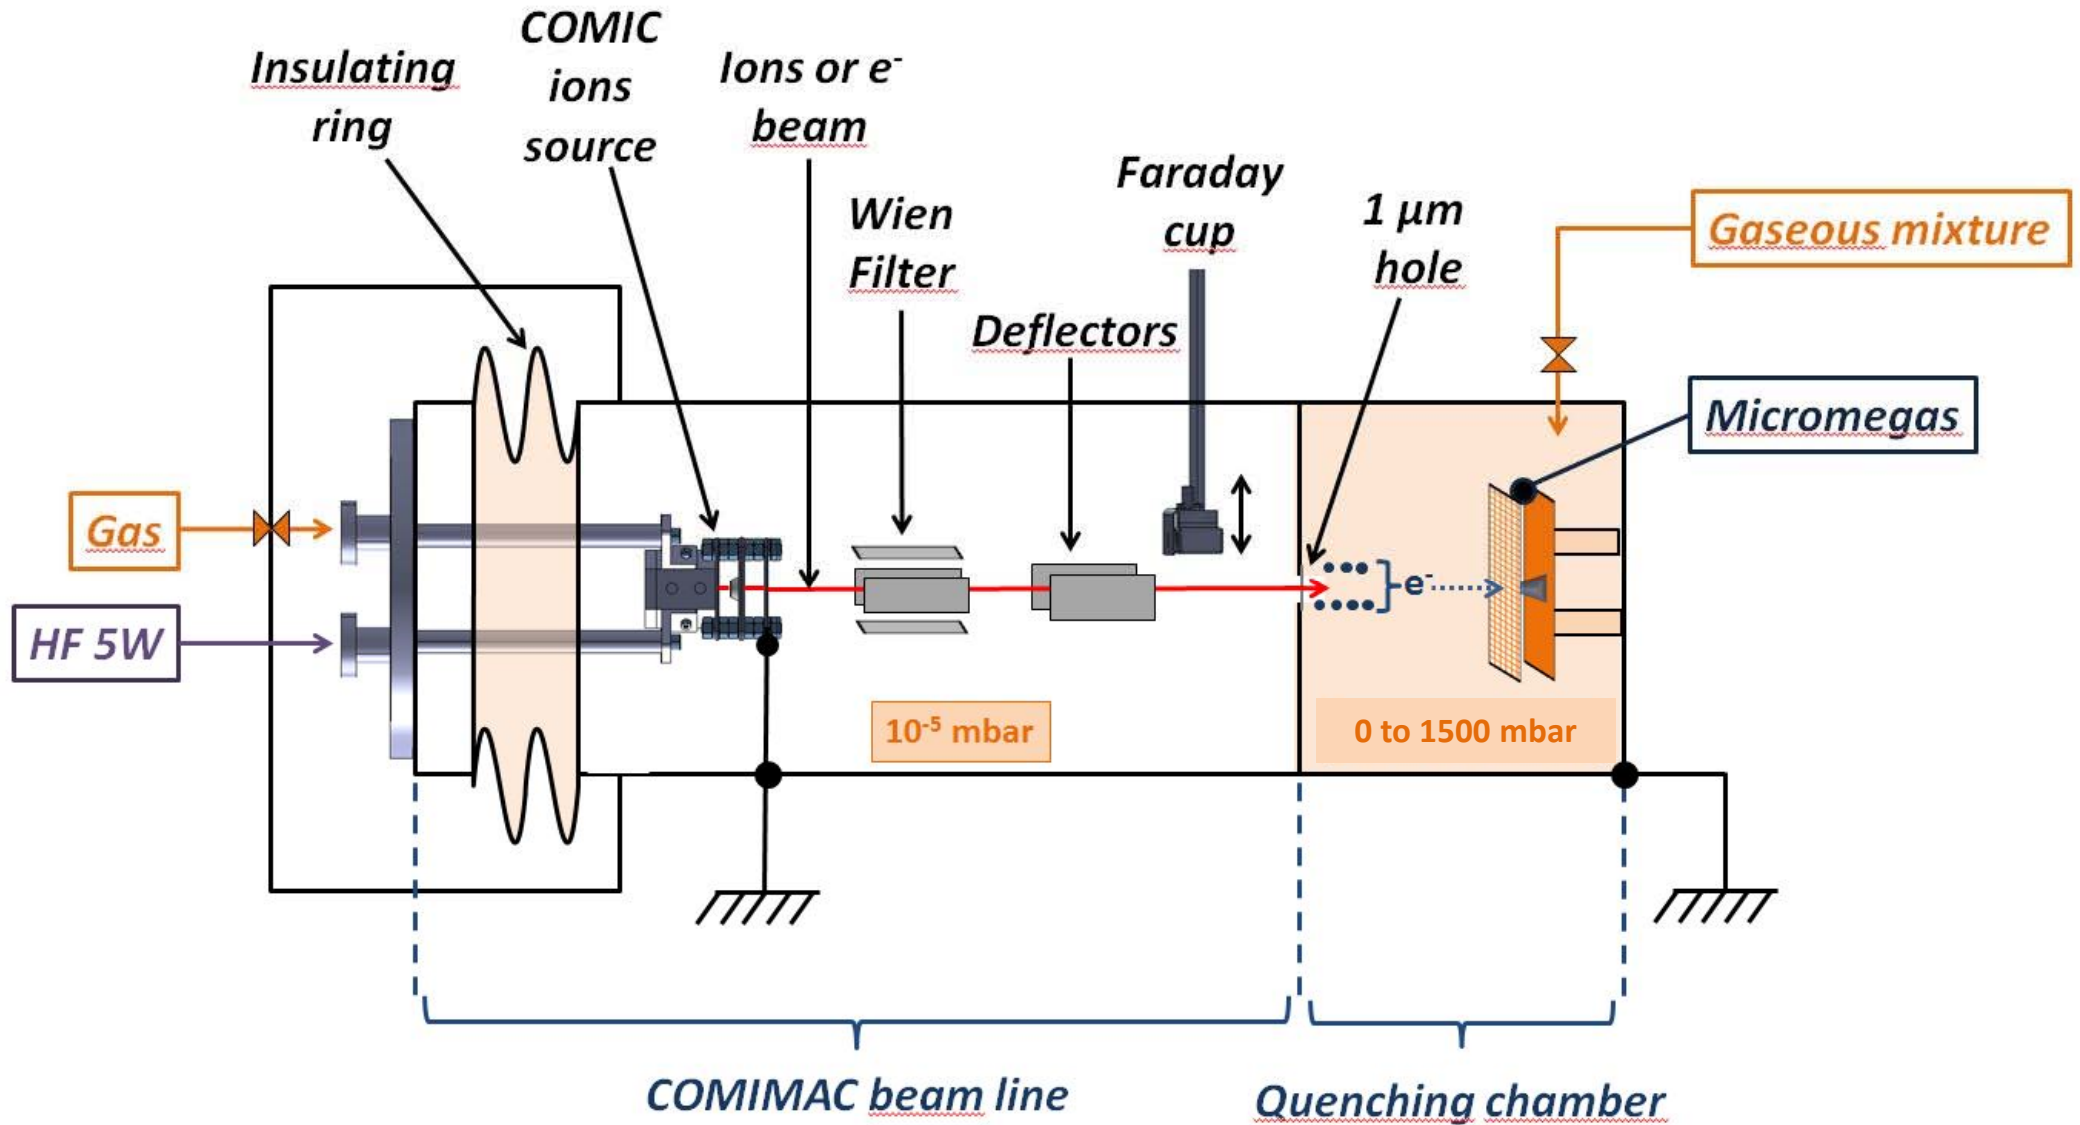 COMIC
ions
source
Insulating
ring
Ions or e⁻
beam
Faraday
cup
Wien
Filter
1 µm
hole
Gaseous mixture
Deflectors
Micromegas
Gas
HF 5W
e⁻
10⁻⁵ mbar
0 to 1500 mbar
COMIMAC beam line
Quenching chamber